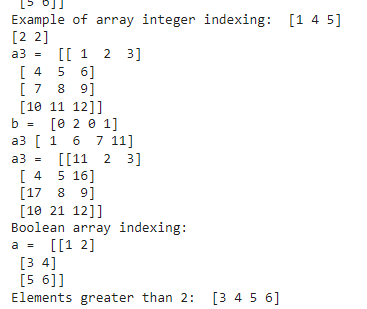 [5 6]]
Example of array integer indexing:  [1 4 5]
[2 2]
a3 =  [[ 1  2  3]
 [ 4  5  6]
 [ 7  8  9]
 [10 11 12]]
b =  [0 2 0 1]
a3 [ 1  6  7 11]
a3 =  [[11  2  3]
 [ 4  5 16]
 [17  8  9]
 [10 21 12]]
Boolean array indexing:
a =  [[1 2]
 [3 4]
 [5 6]]
Elements greater than 2:  [3 4 5 6]